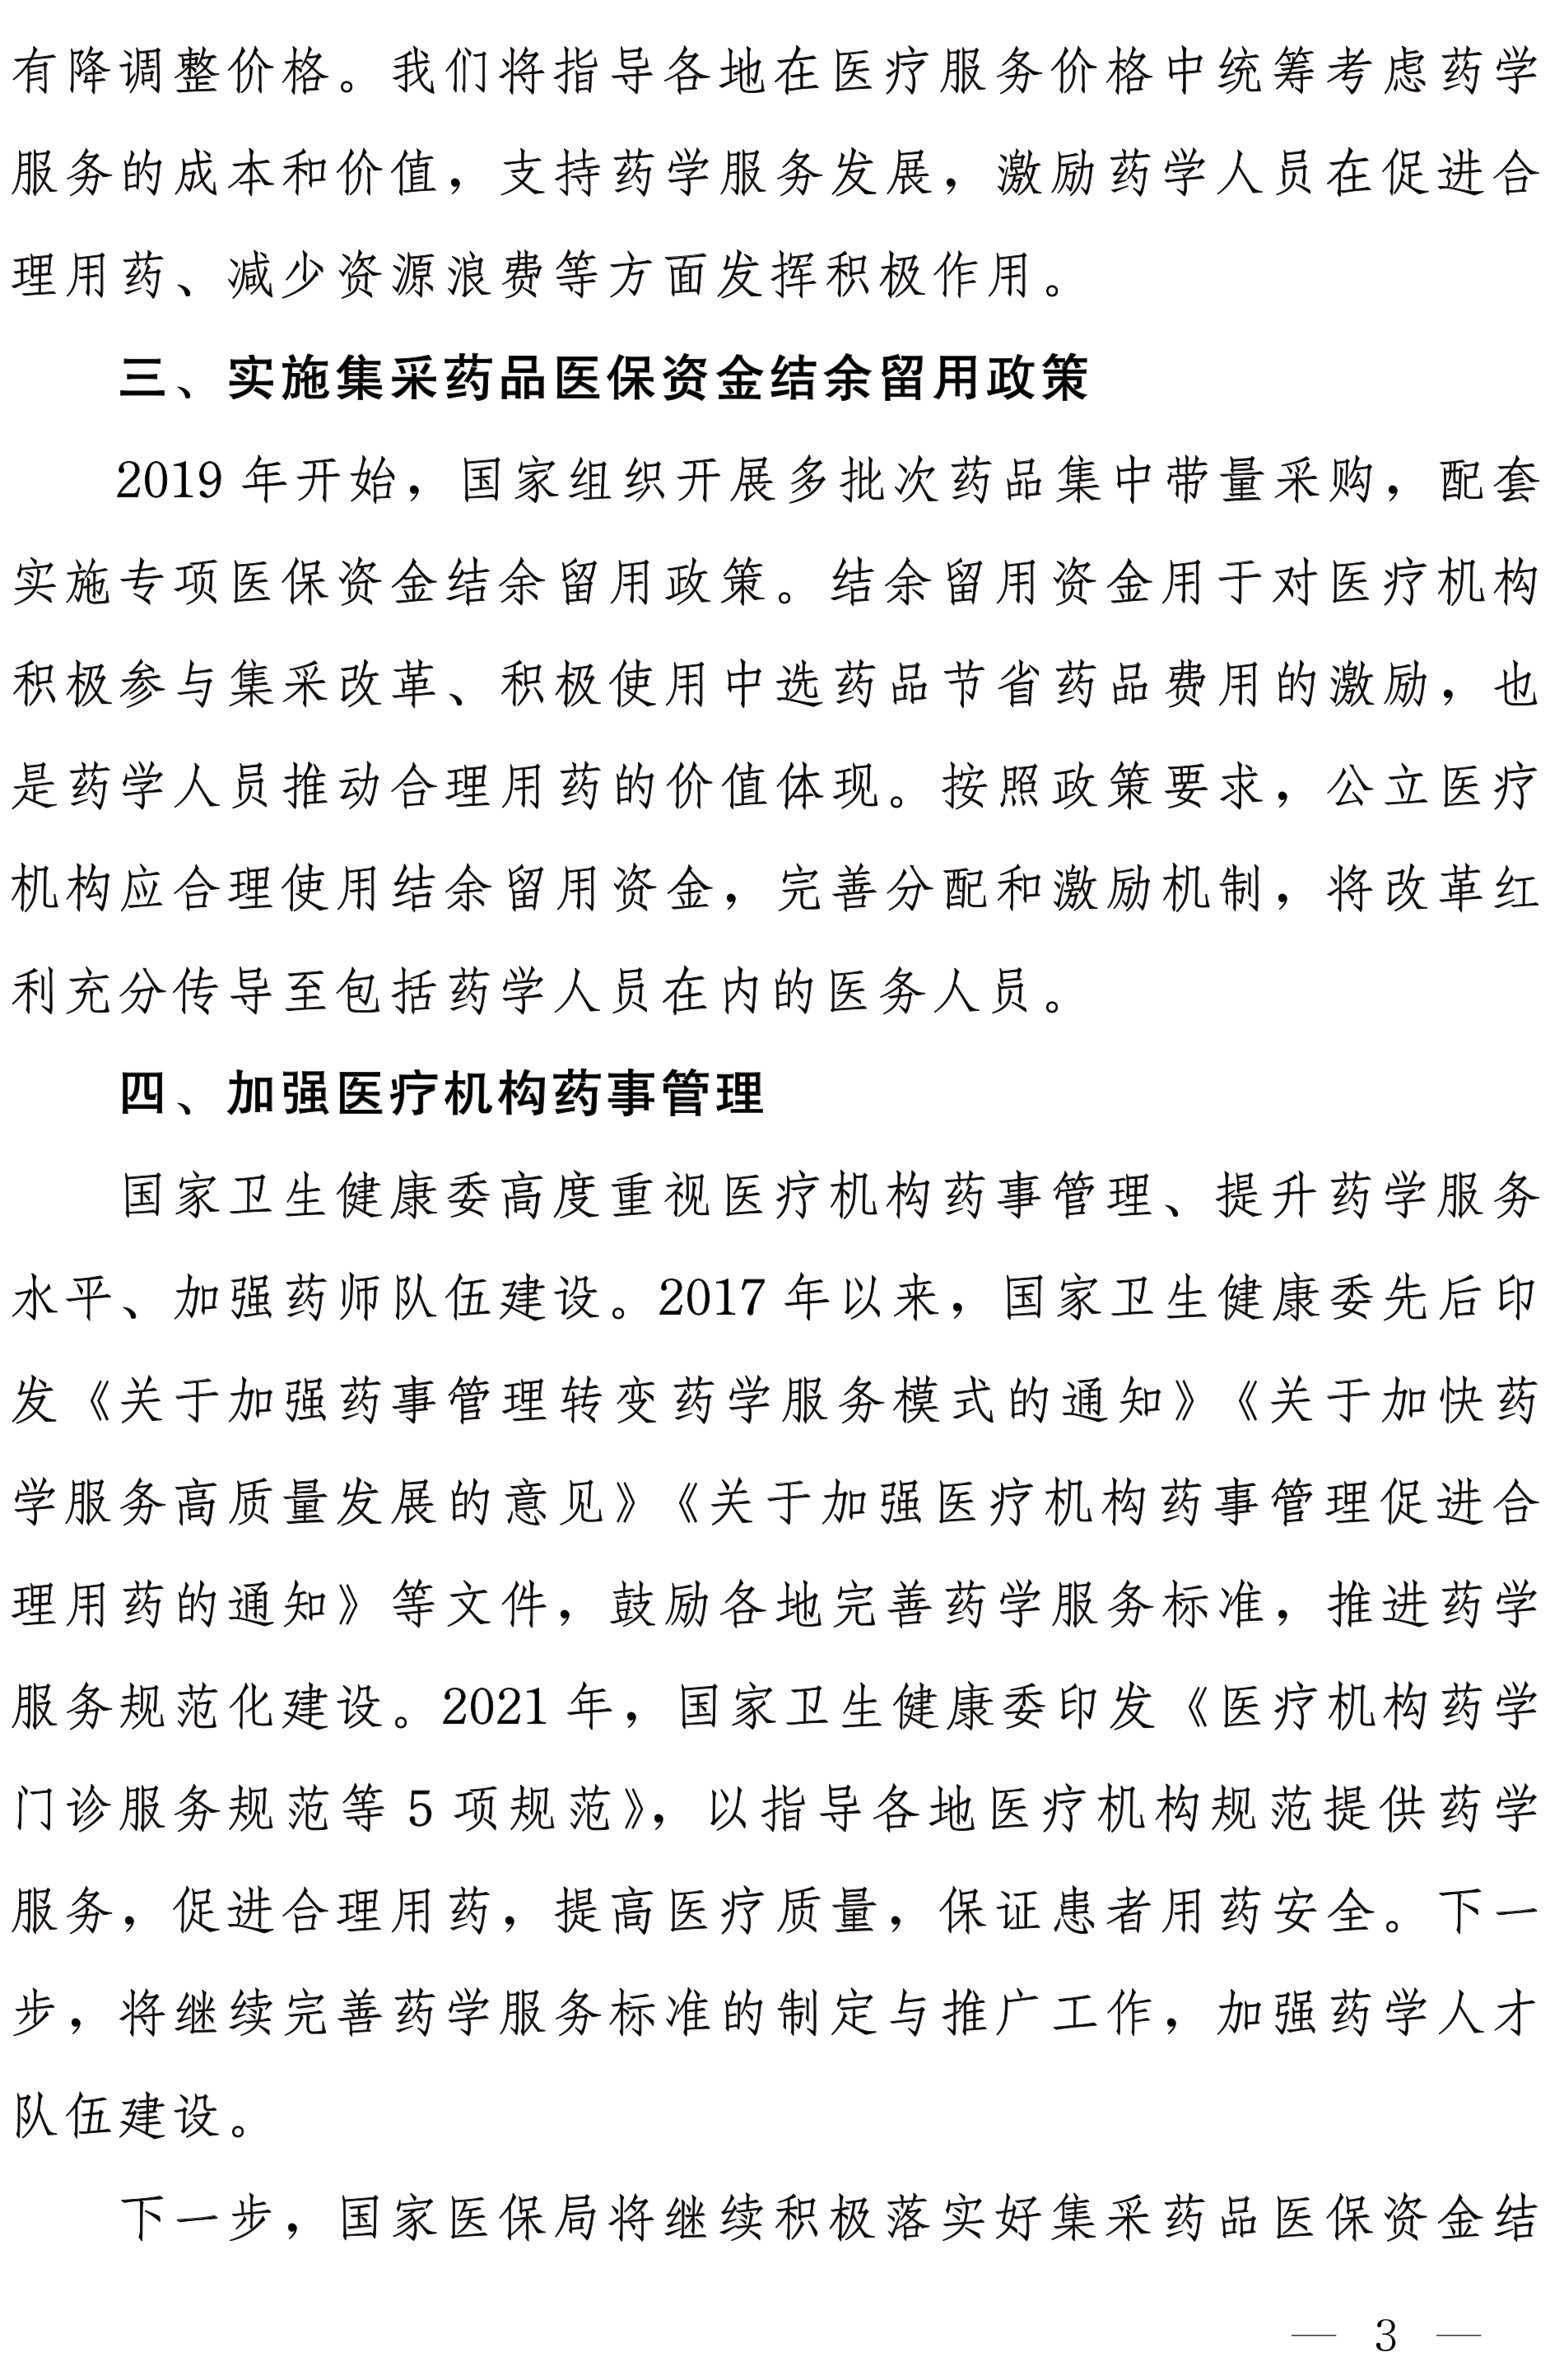 有降调整价格。我们将指导各地在医疗服务价格中统筹考虑药学
服务的成本和价值，支持药学服务发展，激励药学人员在促进合
理用药、减少资源浪费等方面发挥积极作用。
三、实施集采药品医保资金结余留用政策
2019 年开始，国家组织开展多批次药品集中带量采购，配套
实施专项医保资金结余留用政策。结余留用资金用于对医疗机构
积极参与集采改革、积极使用中选药品节省药品费用的激励，也
是药学人员推动合理用药的价值体现。按照政策要求，公立医疗
机构应合理使用结余留用资金，完善分配和激励机制，将改革红
利充分传导至包括药学人员在内的医务人员。
四、加强医疗机构药事管理
国家卫生健康委高度重视医疗机构药事管理、提升药学服务
水平、加强药师队伍建设。2017 年以来，国家卫生健康委先后印
发《关于加强药事管理转变药学服务模式的通知》《关于加快药
学服务高质量发展的意见》《关于加强医疗机构药事管理促进合
理用药的通知》等文件，鼓励各地完善药学服务标准，推进药学
服务规范化建设。2021 年，国家卫生健康委印发《医疗机构药学
门诊服务规范等 5 项规范》，以指导各地医疗机构规范提供药学
服务，促进合理用药，提高医疗质量，保证患者用药安全。下一
步，将继续完善药学服务标准的制定与推广工作，加强药学人才
队伍建设。
下一步，国家医保局将继续积极落实好集采药品医保资金结
— 3 —